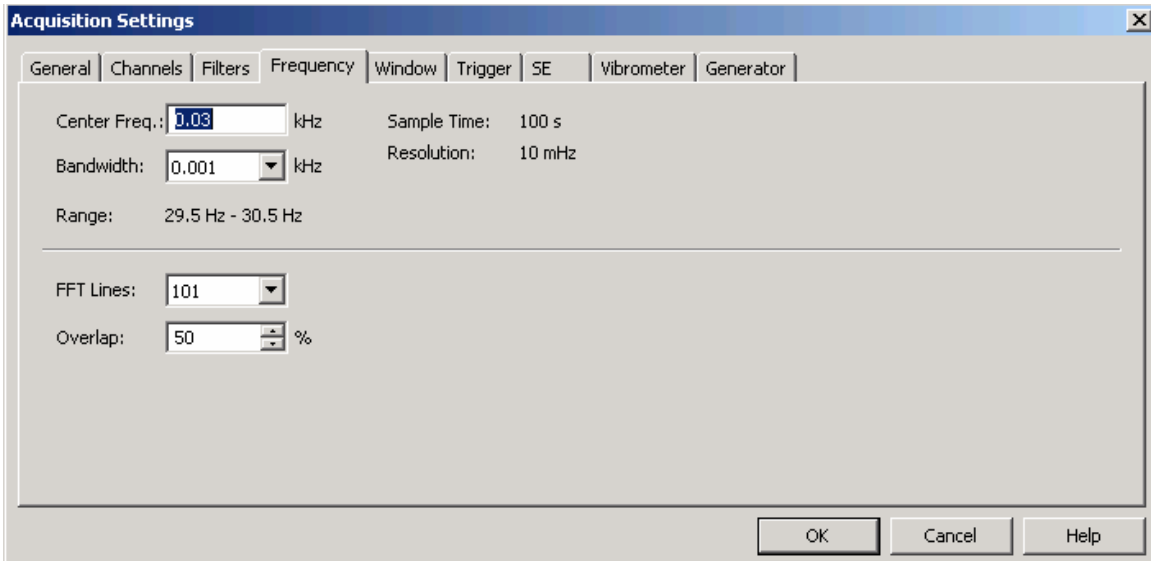 Acquisition Settings
General Channels Filters Frequency Window Trigger SE Vibrometer Generator
Center Freq.: 0.03 kHz Sample Time: 100 s
Bandwidth: 0.001 kHz Resolution: 10 mHz
Range: 29.5 Hz - 30.5 Hz
FFT Lines: 101
Overlap: 50 %
OK Cancel Help